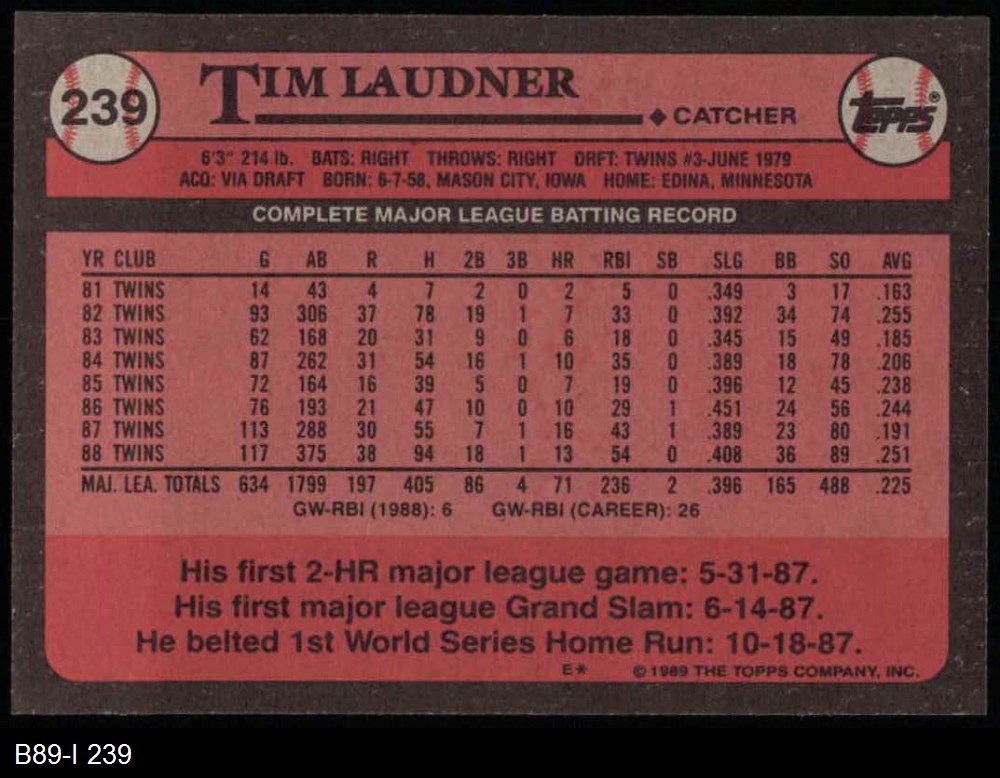 239
TIM LAUDNER
◆ CATCHER
TOPPS®
6'3" 214 lb. BATS: RIGHT THROWS: RIGHT DRFT: TWINS #3-JUNE 1979
ACQ: VIA DRAFT BORN: 6-7-58, MASON CITY, IOWA HOME: EDINA, MINNESOTA
COMPLETE MAJOR LEAGUE BATTING RECORD
YR CLUB G AB R H 2B 3B HR RBI SB SLG BB SO AVG
81 TWINS 14 43 4 7 2 0 2 5 0 .349 3 17 .163
82 TWINS 93 306 37 78 19 1 7 33 0 .392 34 74 .255
83 TWINS 62 168 20 31 9 0 6 18 0 .345 15 49 .185
84 TWINS 87 262 31 54 16 1 10 35 0 .389 18 78 .206
85 TWINS 72 164 16 39 5 0 7 19 0 .396 12 45 .238
86 TWINS 76 193 21 47 10 0 10 29 1 .451 24 56 .244
87 TWINS 113 288 30 55 7 1 16 43 1 .389 23 80 .191
88 TWINS 117 375 38 94 18 1 13 54 0 .408 36 89 .251
MAJ. LEA. TOTALS 634 1799 197 405 86 4 71 236 2 .396 165 488 .225
GW-RBI (1988): 6 GW-RBI (CAREER): 26
His first 2-HR major league game: 5-31-87.
His first major league Grand Slam: 6-14-87.
He belted 1st World Series Home Run: 10-18-87.
E* © 1989 THE TOPPS COMPANY, INC.
B89-I 239